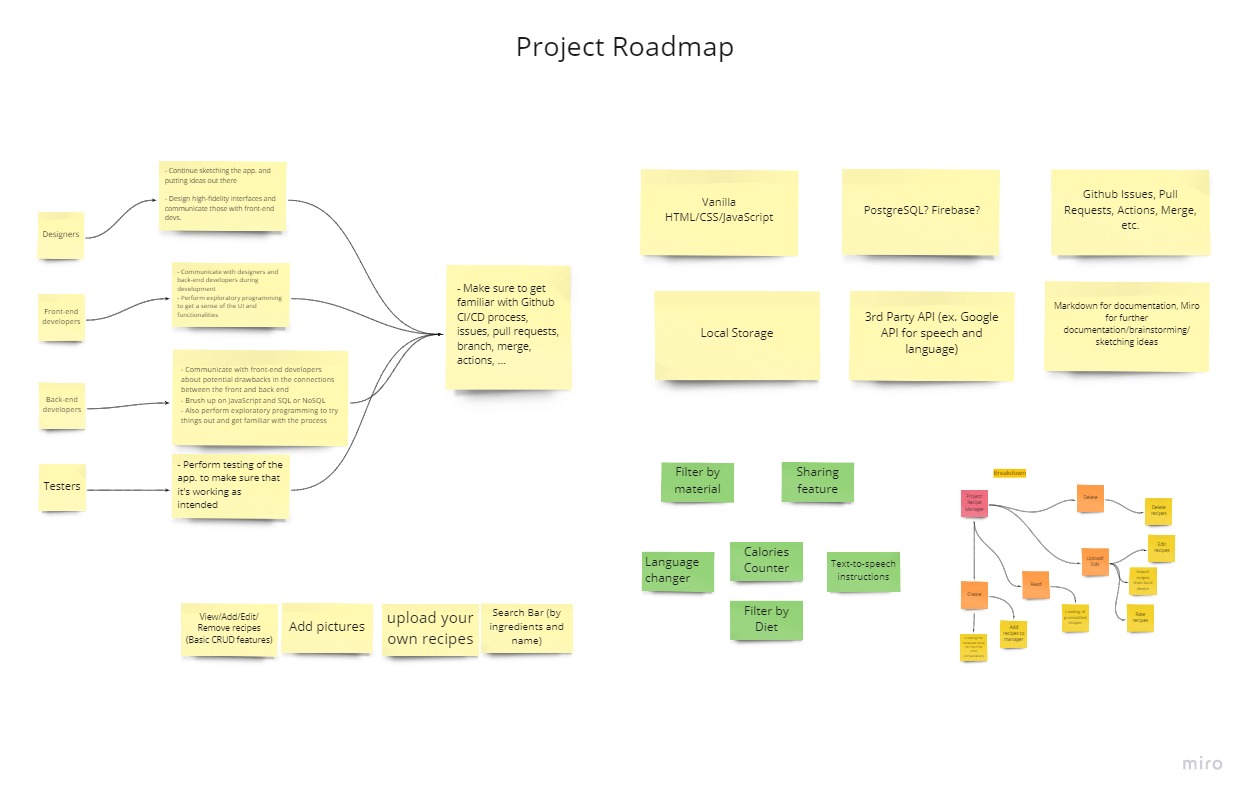 Project Roadmap
Designers
- Continue sketching the app. and
putting ideas out there
- Design high-fidelity interfaces and
communicate those with front-end
devs.
Front-end
developers
- Communicate with designers and
back-end developers during
development
- Perform exploratory programming
to get a sense of the UI and
functionalities
Back-end
developers
- Communicate with front-end developers
about potential drawbacks in the connections
between the front and back end
- Brush up on JavaScript and SQL or NoSQL
- Also perform exploratory programming to try
things out and get familiar with the process
Testers
- Perform testing of the
app. to make sure that
it's working as
intended
- Make sure to get
familiar with Github
CI/CD process,
issues, pull requests,
branch, merge,
actions, ...
Vanilla
HTML/CSS/JavaScript
PostgreSQL? Firebase?
Github Issues, Pull
Requests, Actions, Merge,
etc.
Local Storage
3rd Party API (ex. Google
API for speech and
language)
Markdown for documentation, Miro
for further
documentation/brainstorming/
sketching ideas
View/Add/Edit/
Remove recipes
(Basic CRUD features)
Add pictures
upload your
own recipes
Search Bar (by
ingredients and
name)
Filter by
material
Sharing
feature
Language
changer
Calories
Counter
Text-to-speech
instructions
Filter by
Diet
Breakdown
Project:
Recipe
Manager
Delete
Delete
recipes
Upload/
Edit
Edit
recipes
recipes
Rate
recipes
Read
recipes
Create
Add
recipes to
manager
miro